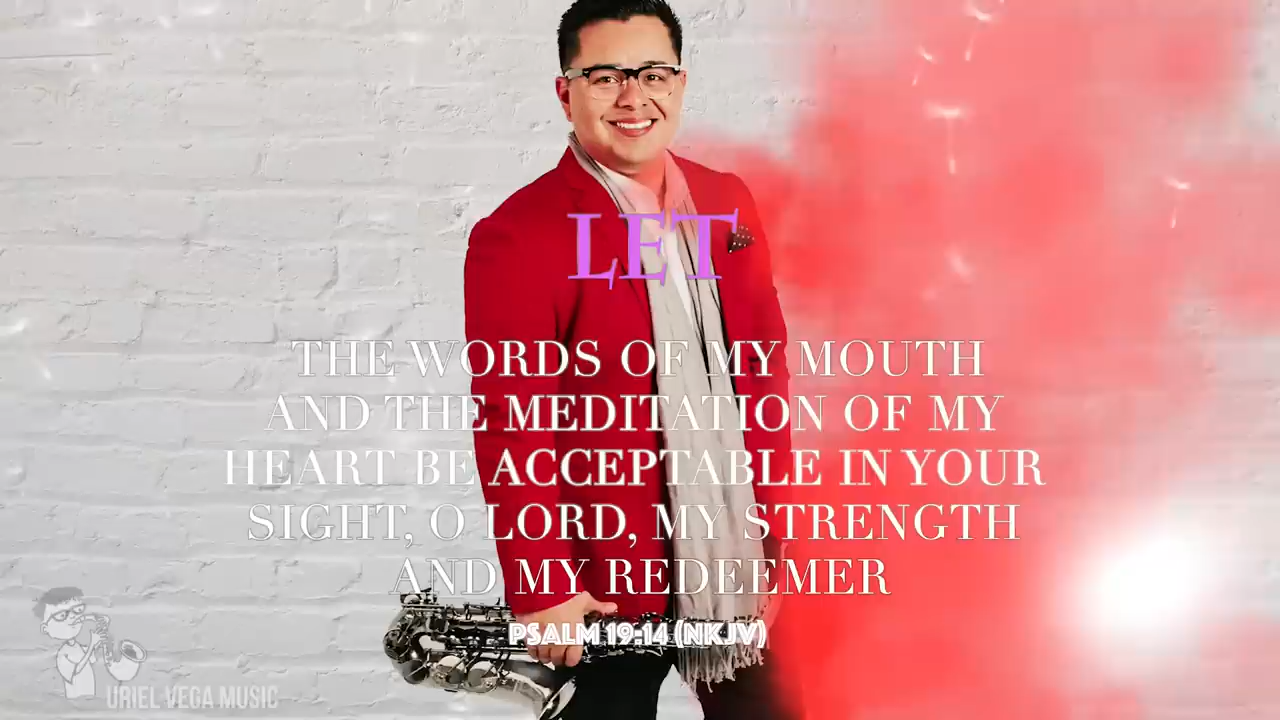 LET
THE WORDS OF MY MOUTH
AND THE MEDITATION OF MY
HEART BE ACCEPTABLE IN YOUR
SIGHT, O LORD, MY STRENGTH
AND MY REDEEMER
PSALM 19:14 (NKJV)
URIEL VEGA MUSIC